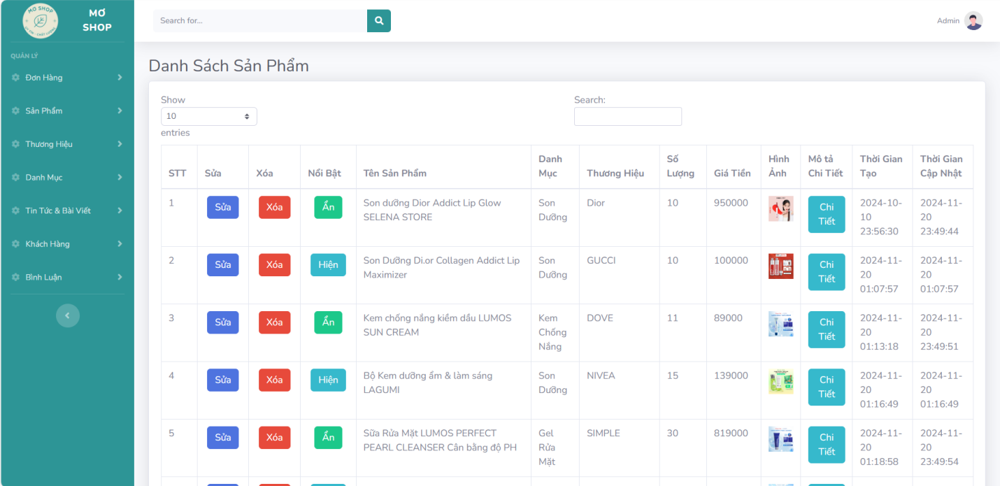 MƠ SHOP
UY TÍN - CHẤT LƯỢNG
MƠ
SHOP
Search for...
Admin
QUẢN LÝ
Đơn Hàng
Sản Phẩm
Thương Hiệu
Danh Mục
Tin Tức & Bài Viết
Khách Hàng
Bình Luận
Danh Sách Sản Phẩm
Show
10
entries
Search:
STT Sửa Xóa Nổi Bật Tên Sản Phẩm Danh Mục Thương Hiệu Số Lượng Giá Tiền Hình Ảnh Mô tả Chi Tiết Thời Gian Tạo Thời Gian Cập Nhật
1 Sửa Xóa Ẩn Son dưỡng Dior Addict Lip Glow SELENA STORE Son Dưỡng Dior 10 950000 Chi Tiết 2024-10-10 23:56:30 2024-11-20 23:49:44
2 Sửa Xóa Hiện Son Dưỡng Di.or Collagen Addict Lip Maximizer Son Dưỡng GUCCI 10 100000 Chi Tiết 2024-11-20 01:07:57 2024-11-20 01:07:57
3 Sửa Xóa Ẩn Kem chống nắng kiềm dầu LUMOS SUN CREAM Kem Chống Nắng DOVE 11 89000 Chi Tiết 2024-11-20 01:13:18 2024-11-20 23:49:51
4 Sửa Xóa Hiện Bộ Kem dưỡng ẩm & làm sáng LAGUMI Son Dưỡng NIVEA 15 139000 Chi Tiết 2024-11-20 01:16:49 2024-11-20 01:16:49
5 Sửa Xóa Ẩn Sữa Rửa Mặt LUMOS PERFECT PEARL CLEANSER Cân bằng độ PH Gel Rửa Mặt SIMPLE 30 819000 Chi Tiết 2024-11-20 01:18:58 2024-11-20 23:49:54